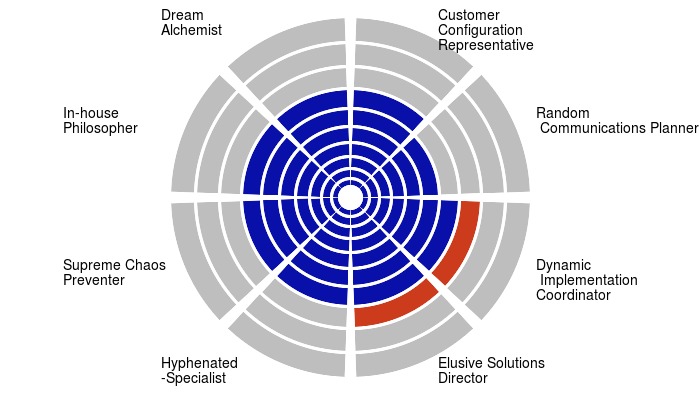 Dream
Alchemist
Customer
Configuration
Representative
In-house
Philosopher
Random
Communications Planner
Supreme Chaos
Preventer
Dynamic
Implementation
Coordinator
Hyphenated
-Specialist
Elusive Solutions
Director